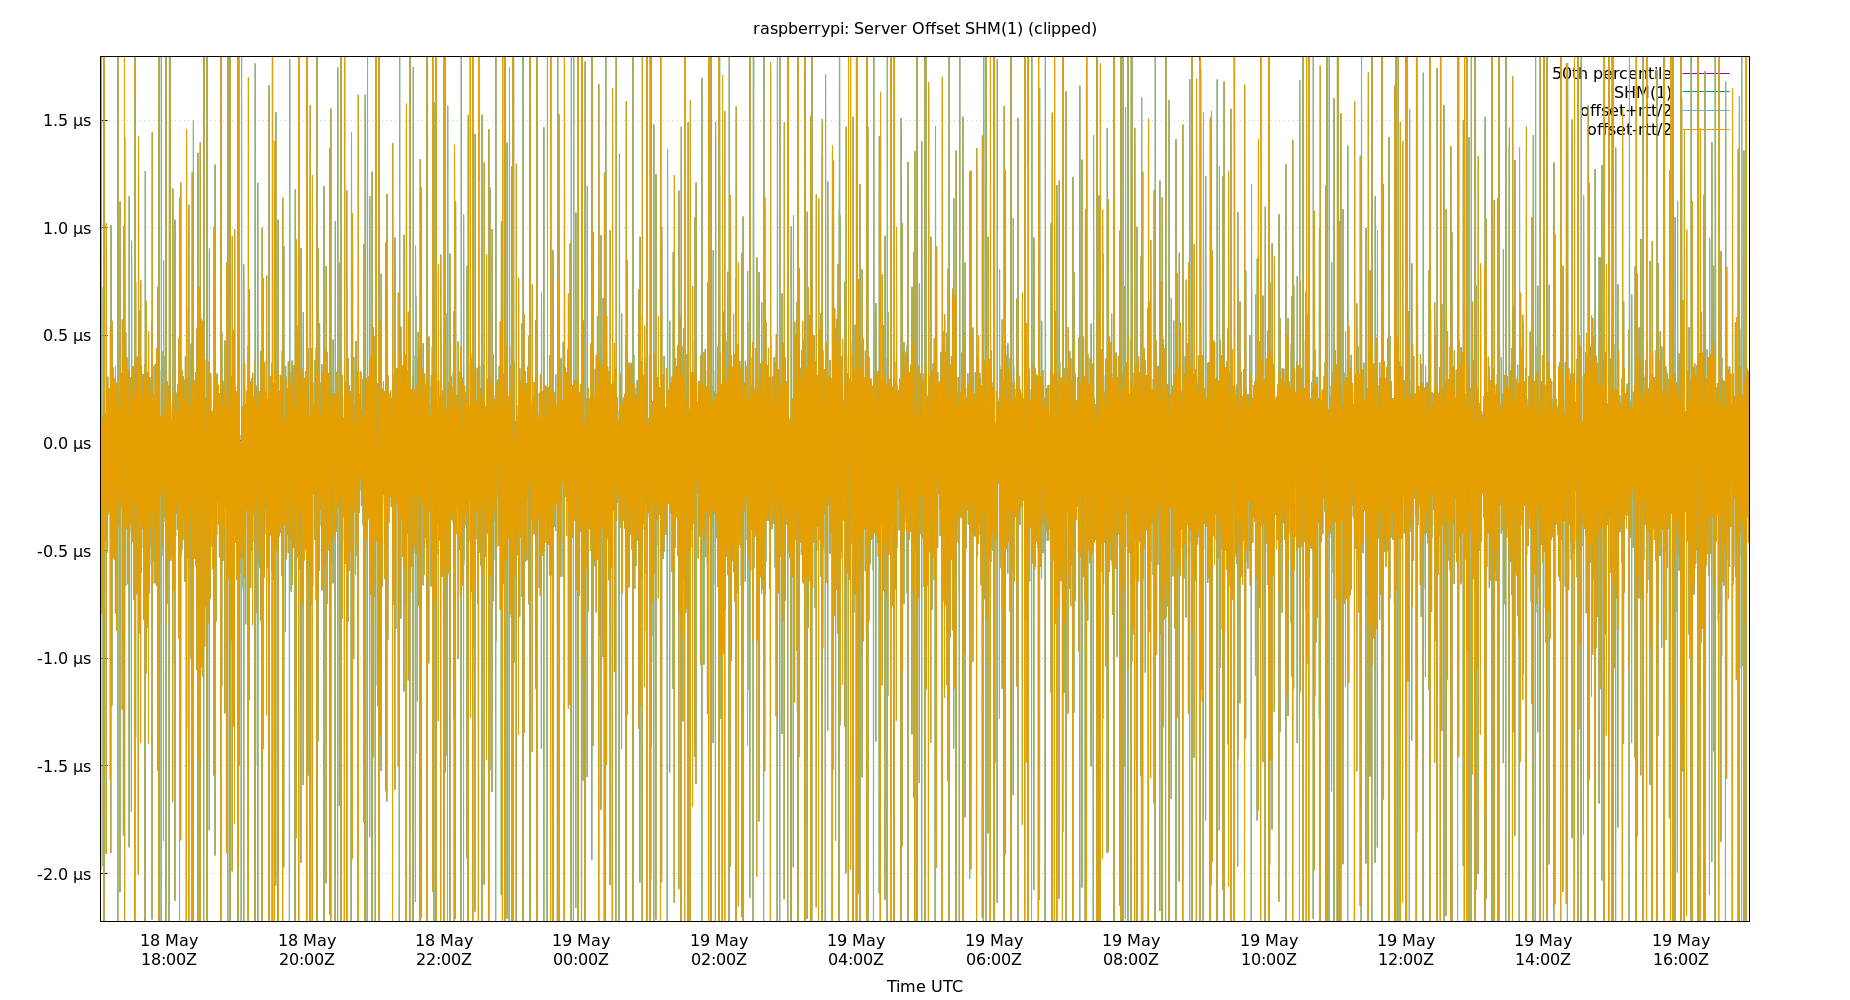 raspberrypi: Server Offset SHM(1) (clipped)
50th percentile
SHM(1)
offset+rtt/2
offset-rtt/2
1.5 µs
1.0 µs
0.5 µs
0.0 µs
-0.5 µs
-1.0 µs
-1.5 µs
-2.0 µs
18 May 18 May 18 May 19 May 19 May 19 May 19 May 19 May 19 May 19 May 19 May 19 May
18:00Z 20:00Z 22:00Z 00:00Z 02:00Z 04:00Z 06:00Z 08:00Z 10:00Z 12:00Z 14:00Z 16:00Z
Time UTC